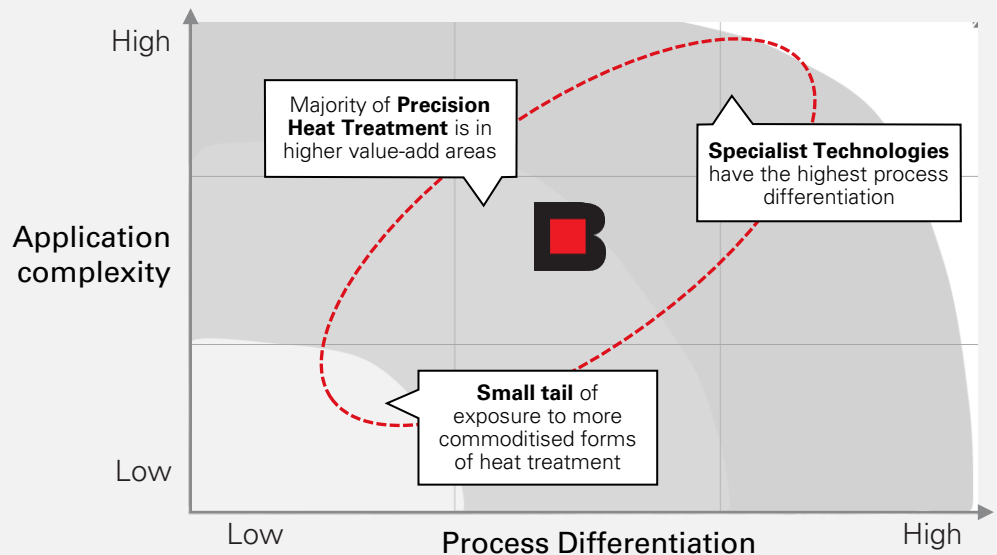 High
Majority of Precision
Heat Treatment is in
higher value-add areas
Specialist Technologies
have the highest process
differentiation
Application
complexity
Small tail of
exposure to more
commoditised forms
of heat treatment
Low
Low
Process Differentiation
High